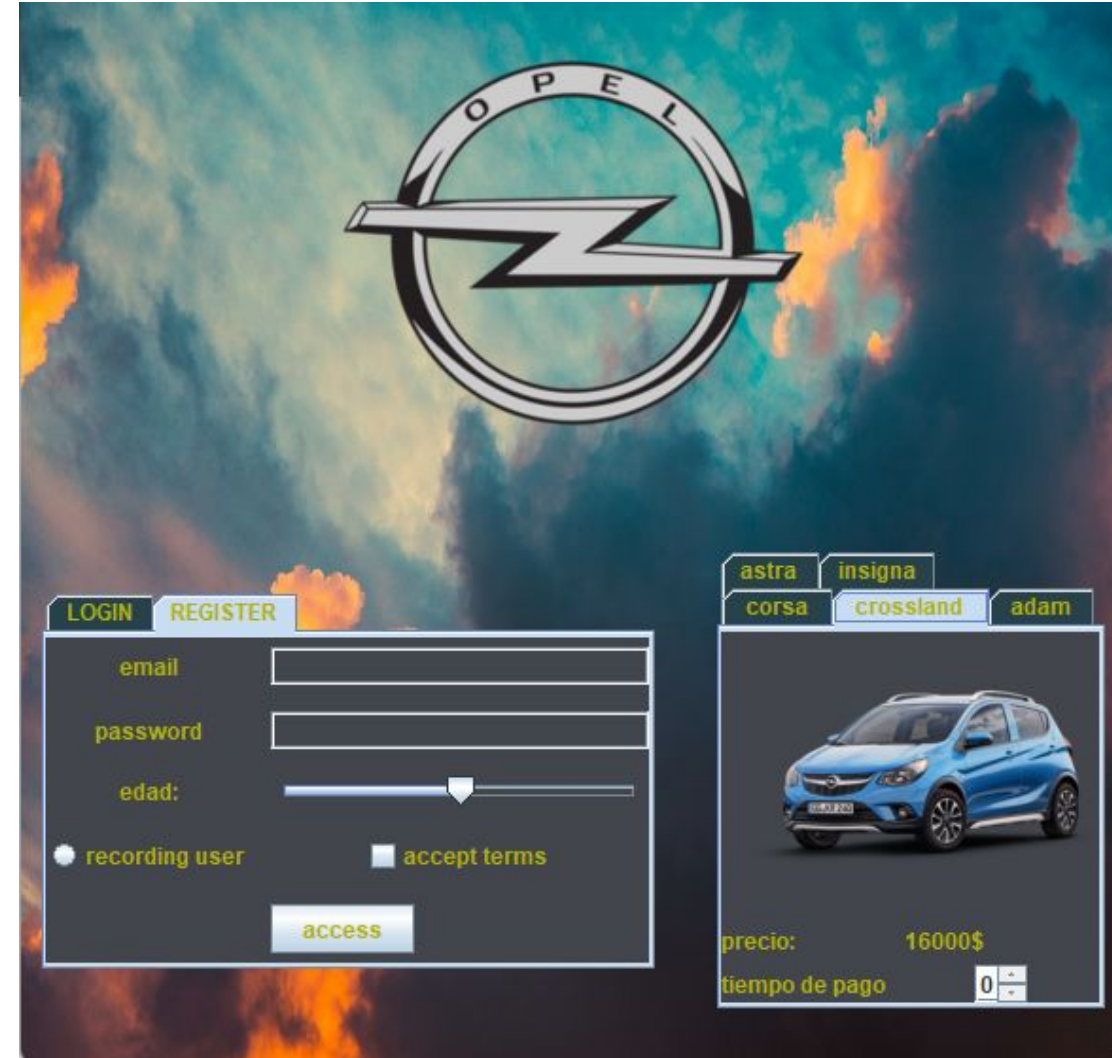 OPEL
LOGIN REGISTER
email
password
edad:
recording user accept terms
access
astra insigna
corsa crossland adam
precio: 16000$
tiempo de pago 0